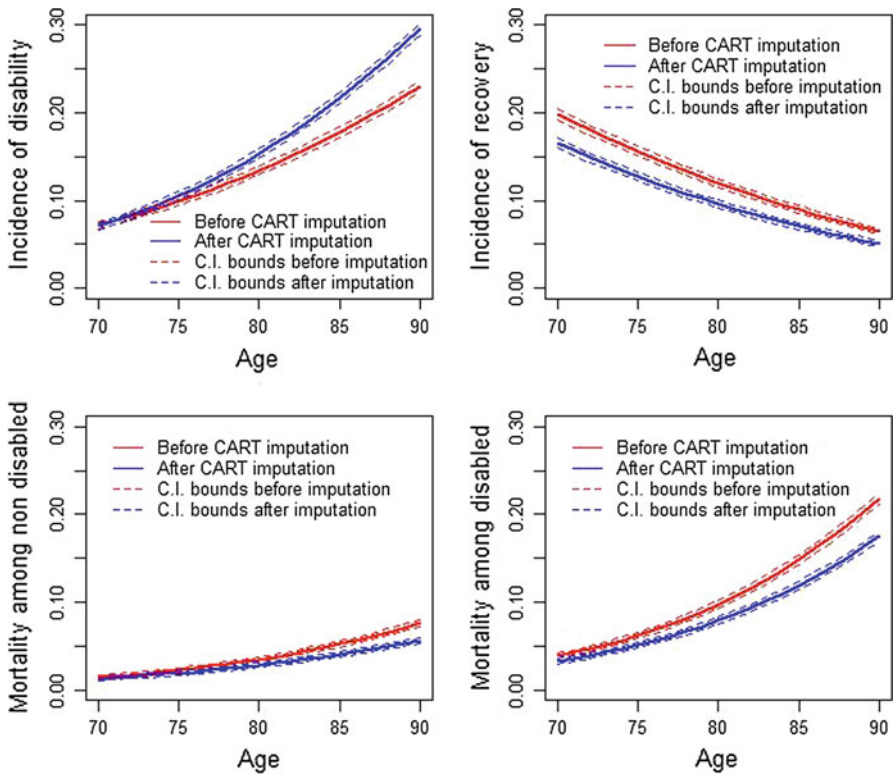 Incidence of disability
0.30
0.20
0.10
0.00
Before CART imputation
After CART imputation
C.I. bounds before imputation
C.I. bounds after imputation
70 75 80 85 90
Age
Incidence of recovery
0.30
0.20
0.10
0.00
Before CART imputation
After CART imputation
C.I. bounds before imputation
C.I. bounds after imputation
70 75 80 85 90
Age
Mortality among non disabled
0.30
0.20
0.10
0.00
Before CART imputation
After CART imputation
C.I. bounds before imputation
C.I. bounds after imputation
70 75 80 85 90
Age
Mortality among disabled
0.30
0.20
0.10
0.00
Before CART imputation
After CART imputation
C.I. bounds before imputation
C.I. bounds after imputation
70 75 80 85 90
Age